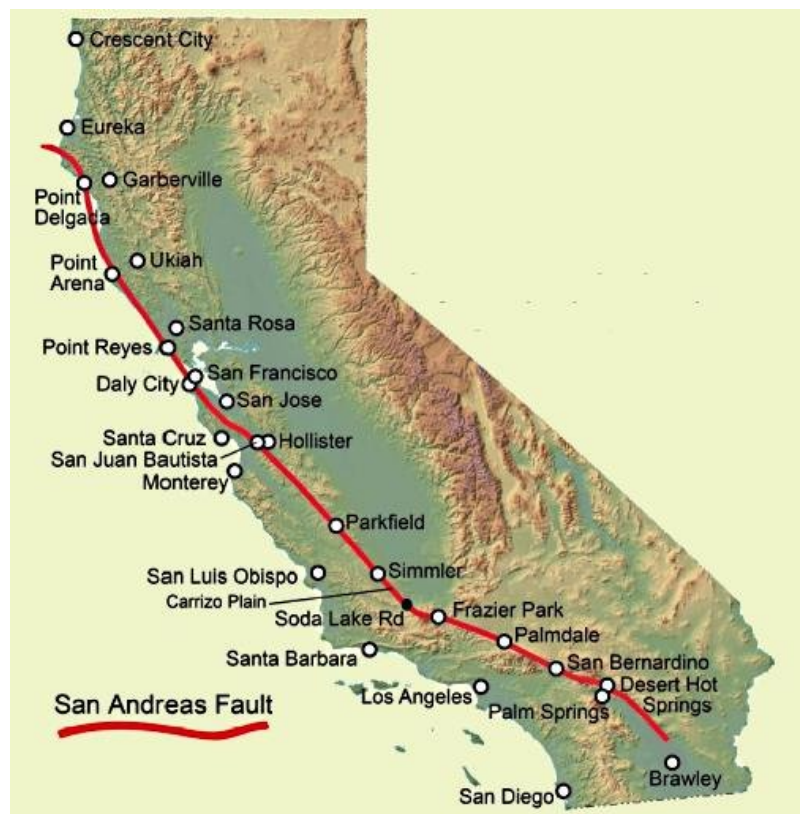 Crescent City
Eureka
Garberville
Point
Delgada
Ukiah
Point
Arena
Santa Rosa
Point Reyes
San Francisco
Daly City
San Jose
Santa Cruz
Hollister
San Juan Bautista
Monterey
Parkfield
San Luis Obispo
Simmler
Carrizo Plain
Soda Lake Rd
Frazier Park
Palmdale
Santa Barbara
San Bernardino
Los Angeles
Desert Hot
Springs
Palm Springs
San Andreas Fault
Brawley
San Diego